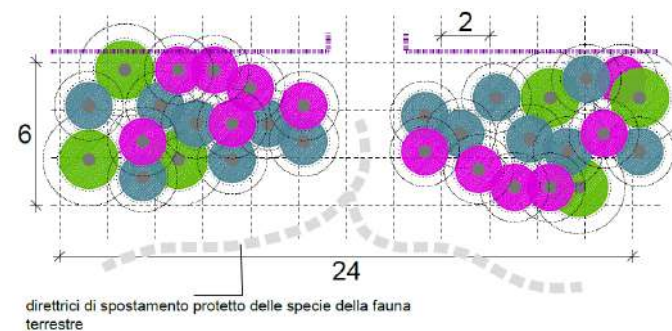 2
6
24
direttrici di spostamento protetto delle specie della fauna
terrestre